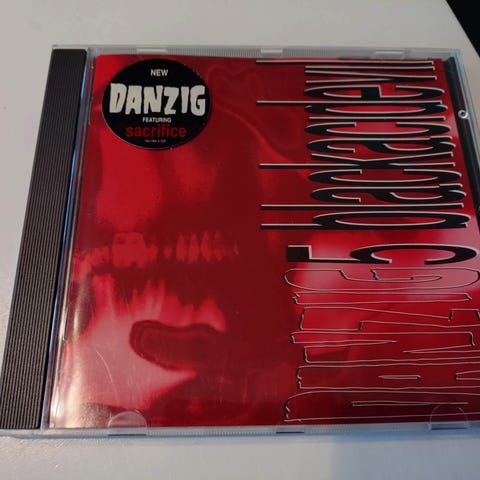 NEW
DANZIG
FEATURING
sacrifice
DANZIG 5 blackacidevil